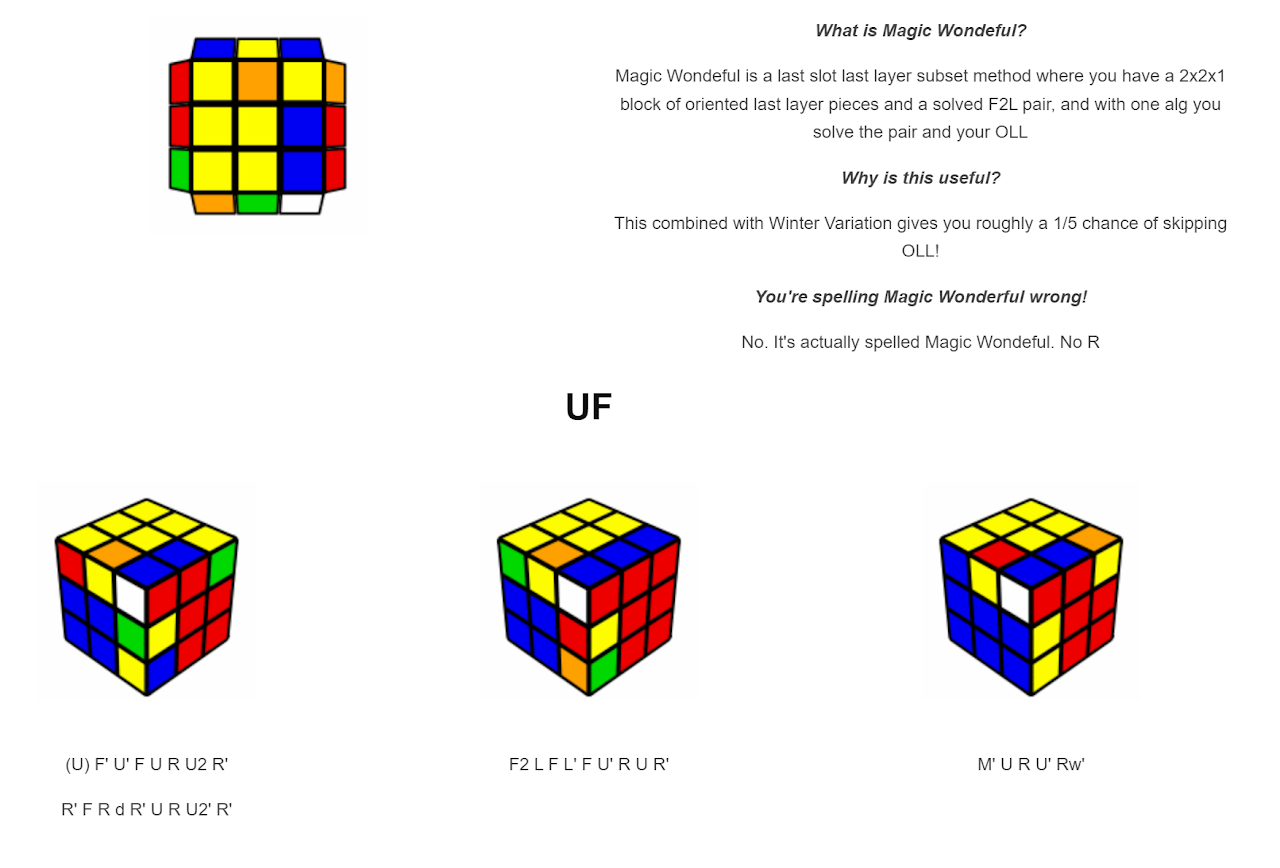 What is Magic Wondeful?
Magic Wondeful is a last slot last layer subset method where you have a 2x2x1
block of oriented last layer pieces and a solved F2L pair, and with one alg you
solve the pair and your OLL
Why is this useful?
This combined with Winter Variation gives you roughly a 1/5 chance of skipping
OLL!
You're spelling Magic Wonderful wrong!
No. It's actually spelled Magic Wondeful. No R
UF
(U) F' U' F U R U2 R'
R' F R d R' U R U2' R'
F2 L F L' F U' R U R'
M' U R U' Rw'